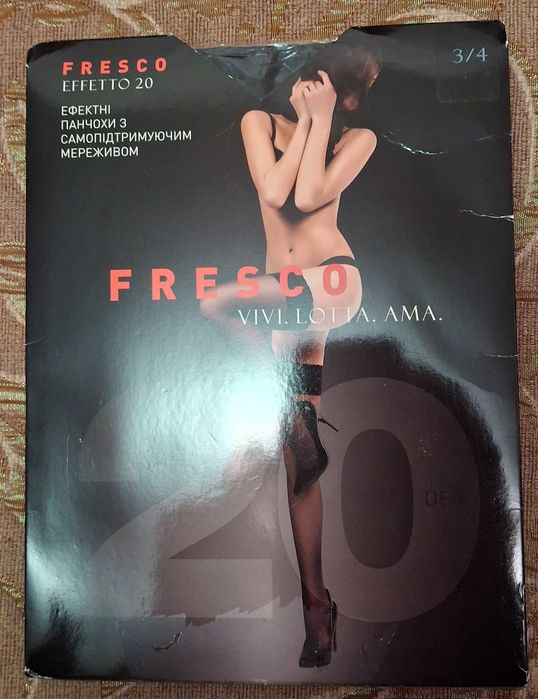 FRESCO
EFFETTO 20
ЕФЕКТНІ
ПАНЧОХИ З
САМОПІДТРИМУЮЧИМ
МЕРЕЖИВОМ
3/4
FRESCO
VIVI. LOTTA. AMA.
20
DEN